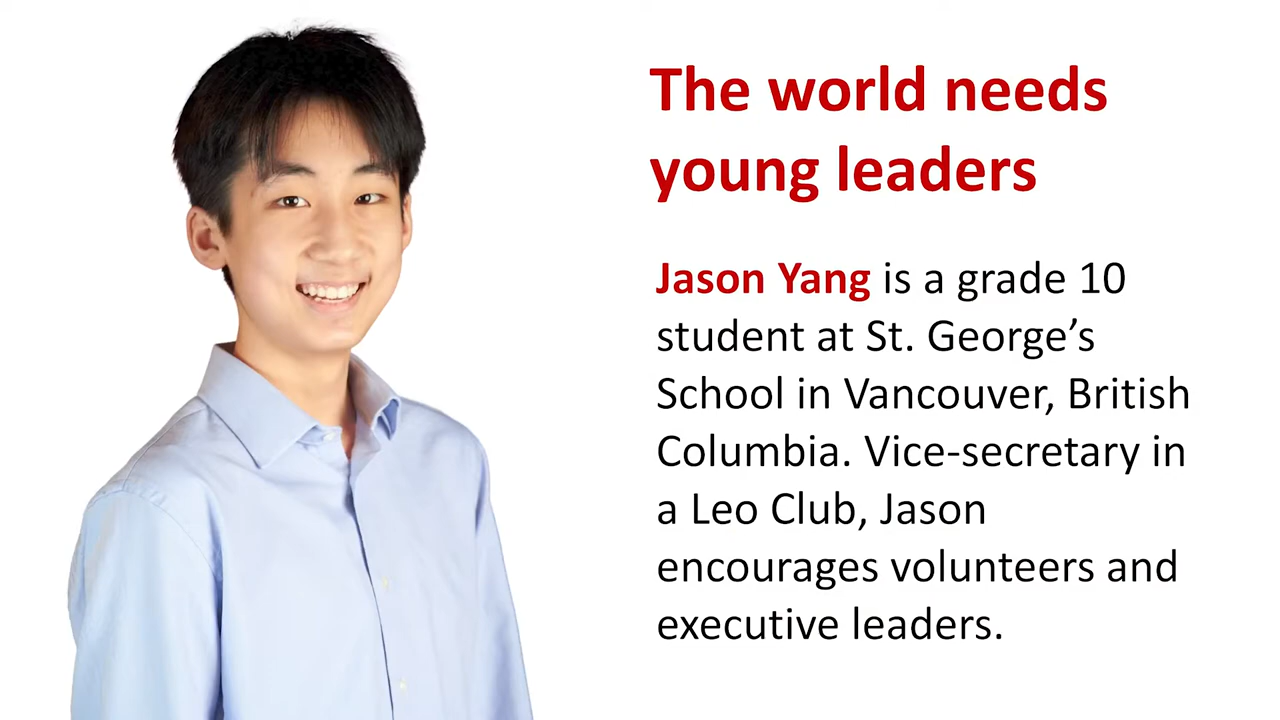 The world needs
young leaders
Jason Yang is a grade 10
student at St. George’s
School in Vancouver, British
Columbia. Vice-secretary in
a Leo Club, Jason
encourages volunteers and
executive leaders.